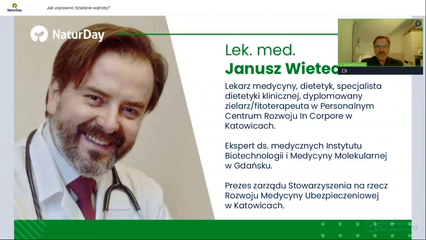 NaturDay
Jak usprawnić działanie wątroby?
NaturDay
Lek. med.
Janusz
Lekarz medycyny, dietetyk, specjalista
dietetyki klinicznej, dyplomowany
zielarz/fitoterapeuta w Personalnym
Centrum Rozwoju In Corpore w
Katowicach.
Ekspert ds. medycznych Instytutu
Biotechnologii i Medycyny Molekularnej
w Gdańsku.
Prezes zarządu Stowarzyszenia na rzecz
Rozwoju Medycyny Ubezpieczeniowej
w Katowicach.